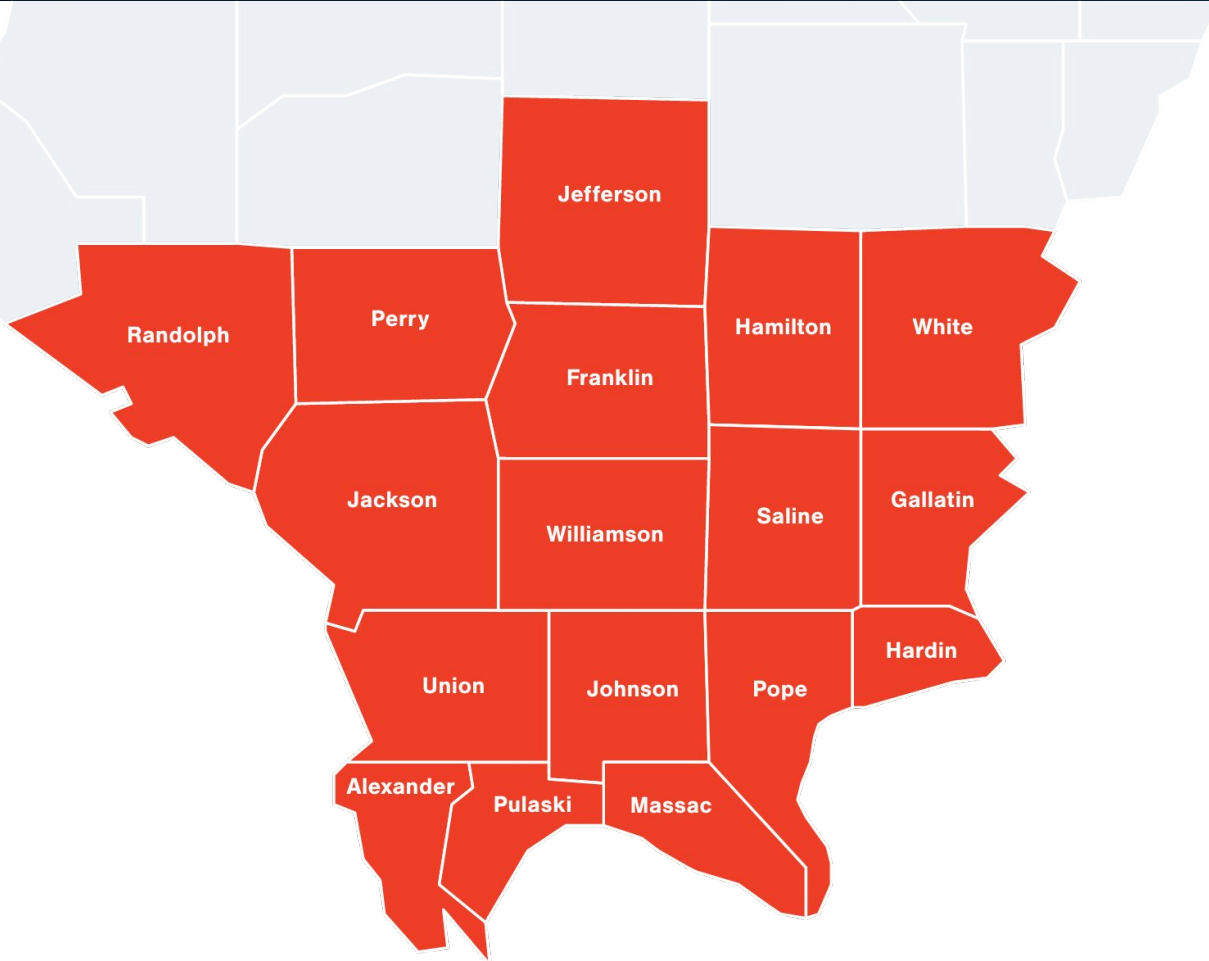 Jefferson
Randolph
Perry
Hamilton
White
Franklin
Jackson
Williamson
Saline
Gallatin
Union
Johnson
Pope
Hardin
Alexander
Pulaski
Massac